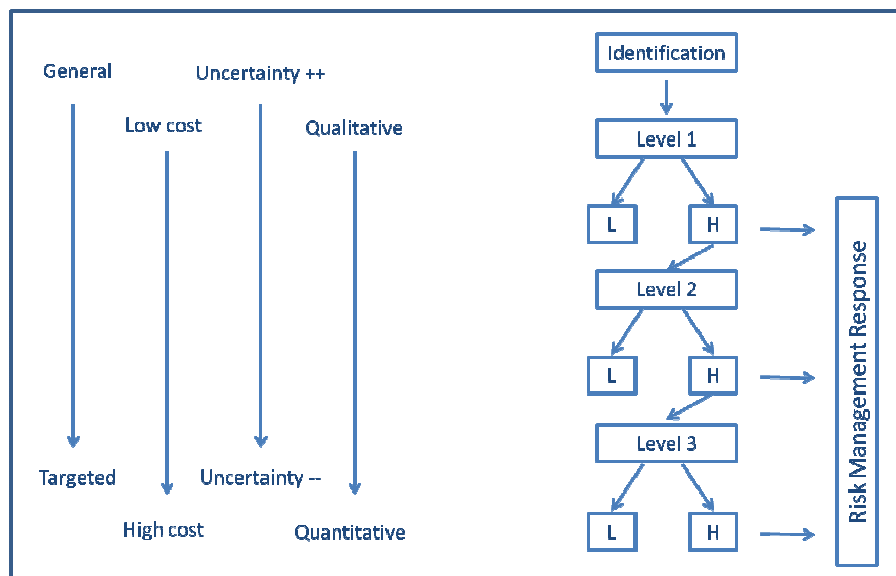 General
Uncertainty ++
Low cost
Qualitative
Targeted
Uncertainty --
High cost
Quantitative
Identification
Level 1
L
H
Level 2
L
H
Level 3
L
H
Risk Management Response